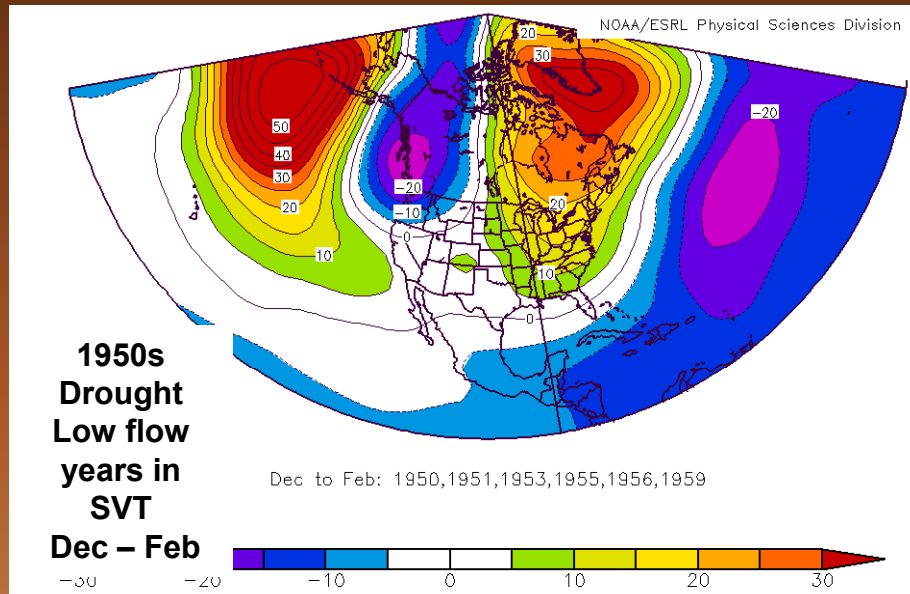 NOAA/ESRL Physical Sciences Division
20
30
50
40
30
20
10
-20
-10
0
20
10
0
-20
1950s
Drought
Low flow
years in
SVT
Dec – Feb
Dec to Feb: 1950,1951,1953,1955,1956,1959
-20 -10 0 10 20 30